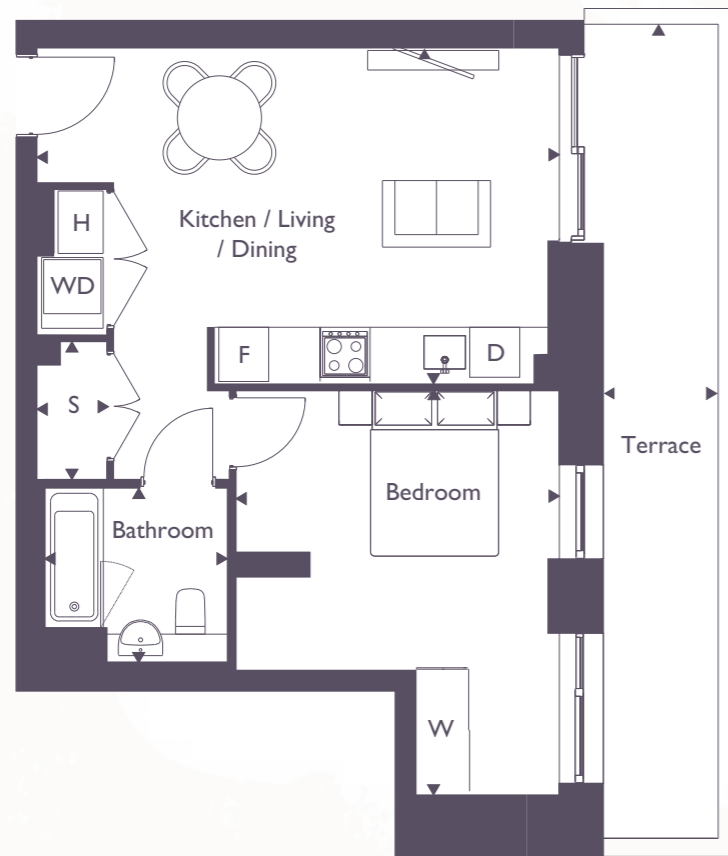 H
Kitchen / Living
/ Dining
WD
F
D
S
Terrace
Bedroom
Bathroom
W